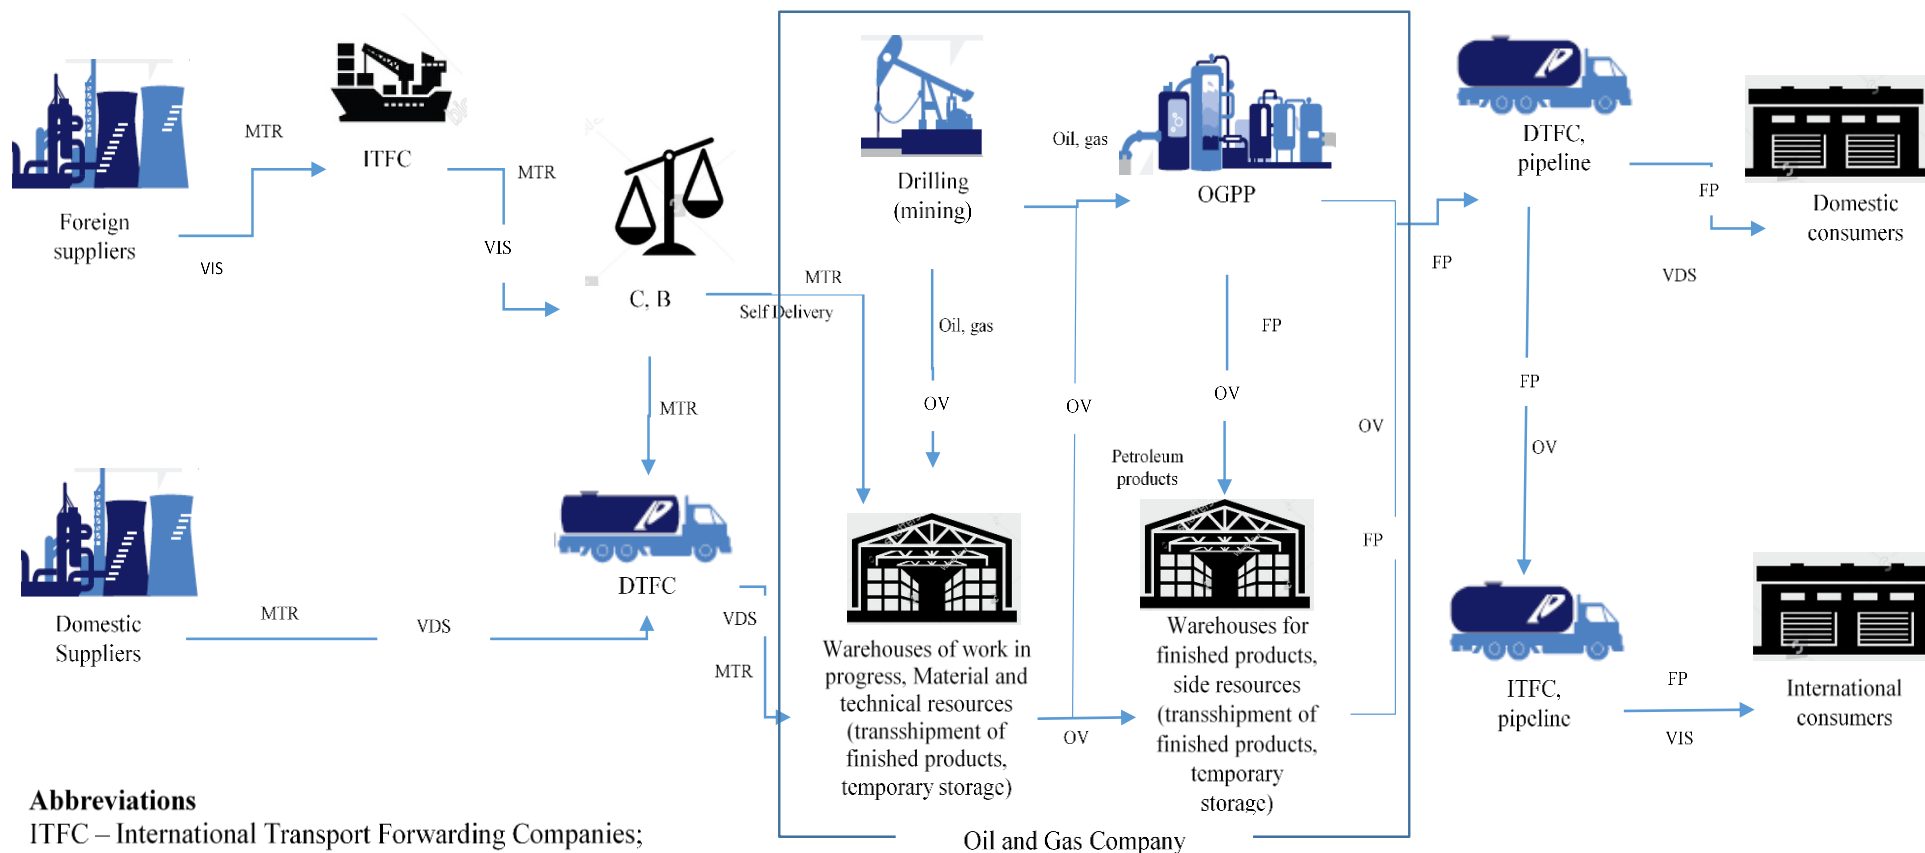 MTR
ITFC
MTR
Foreign
suppliers
VIS
VIS
C, B
MTR
Self Delivery
MTR
Drilling
(mining)
Oil, gas
OGPP
Oil, gas
FP
OV
OV
OV
Petroleum
products
OV
FP
FP
DTFC,
pipeline
FP
VDS
Domestic
consumers
FP
OV
Domestic
Suppliers
MTR
VDS
DTFC
VDS
MTR
Warehouses of work in
progress, Material and
technical resources
(transshipment of
finished products,
temporary storage)
OV
Warehouses for
finished products,
side resources
(transshipment of
finished products,
temporary
storage)
ITFC,
pipeline
FP
VIS
International
consumers
Abbreviations
ITFC – International Transport Forwarding Companies;
Oil and Gas Company